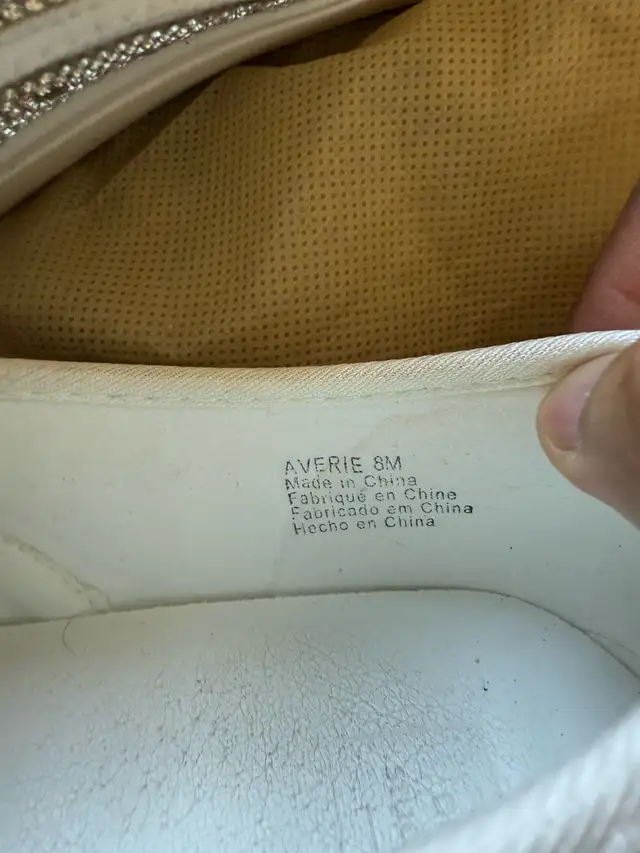 AVERIE 8M
Made in China
Fabriqué en Chine
Fabricado em China
Hecho en China